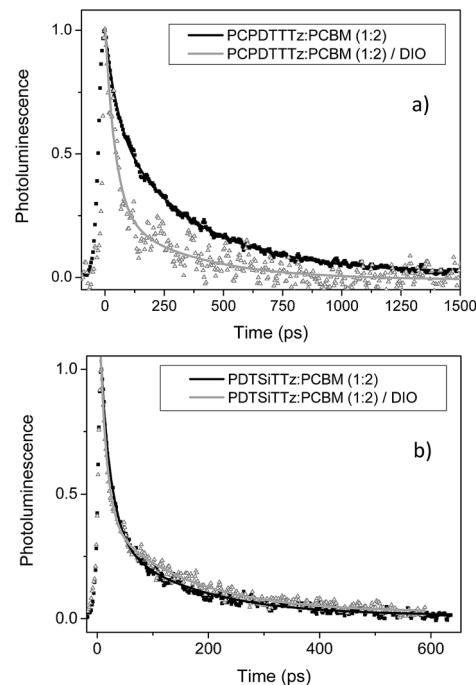 PCPDTTTz:PCBM (1:2)
PCPDTTTz:PCBM (1:2) / DIO
a)
Photoluminescence
1.0
0.5
0.0
0 250 500 750 1000 1250 1500
Time (ps)
PDTSiTTz:PCBM (1:2)
PDTSiTTz:PCBM (1:2) / DIO
b)
Photoluminescence
1.0
0.5
0.0
0 200 400 600
Time (ps)